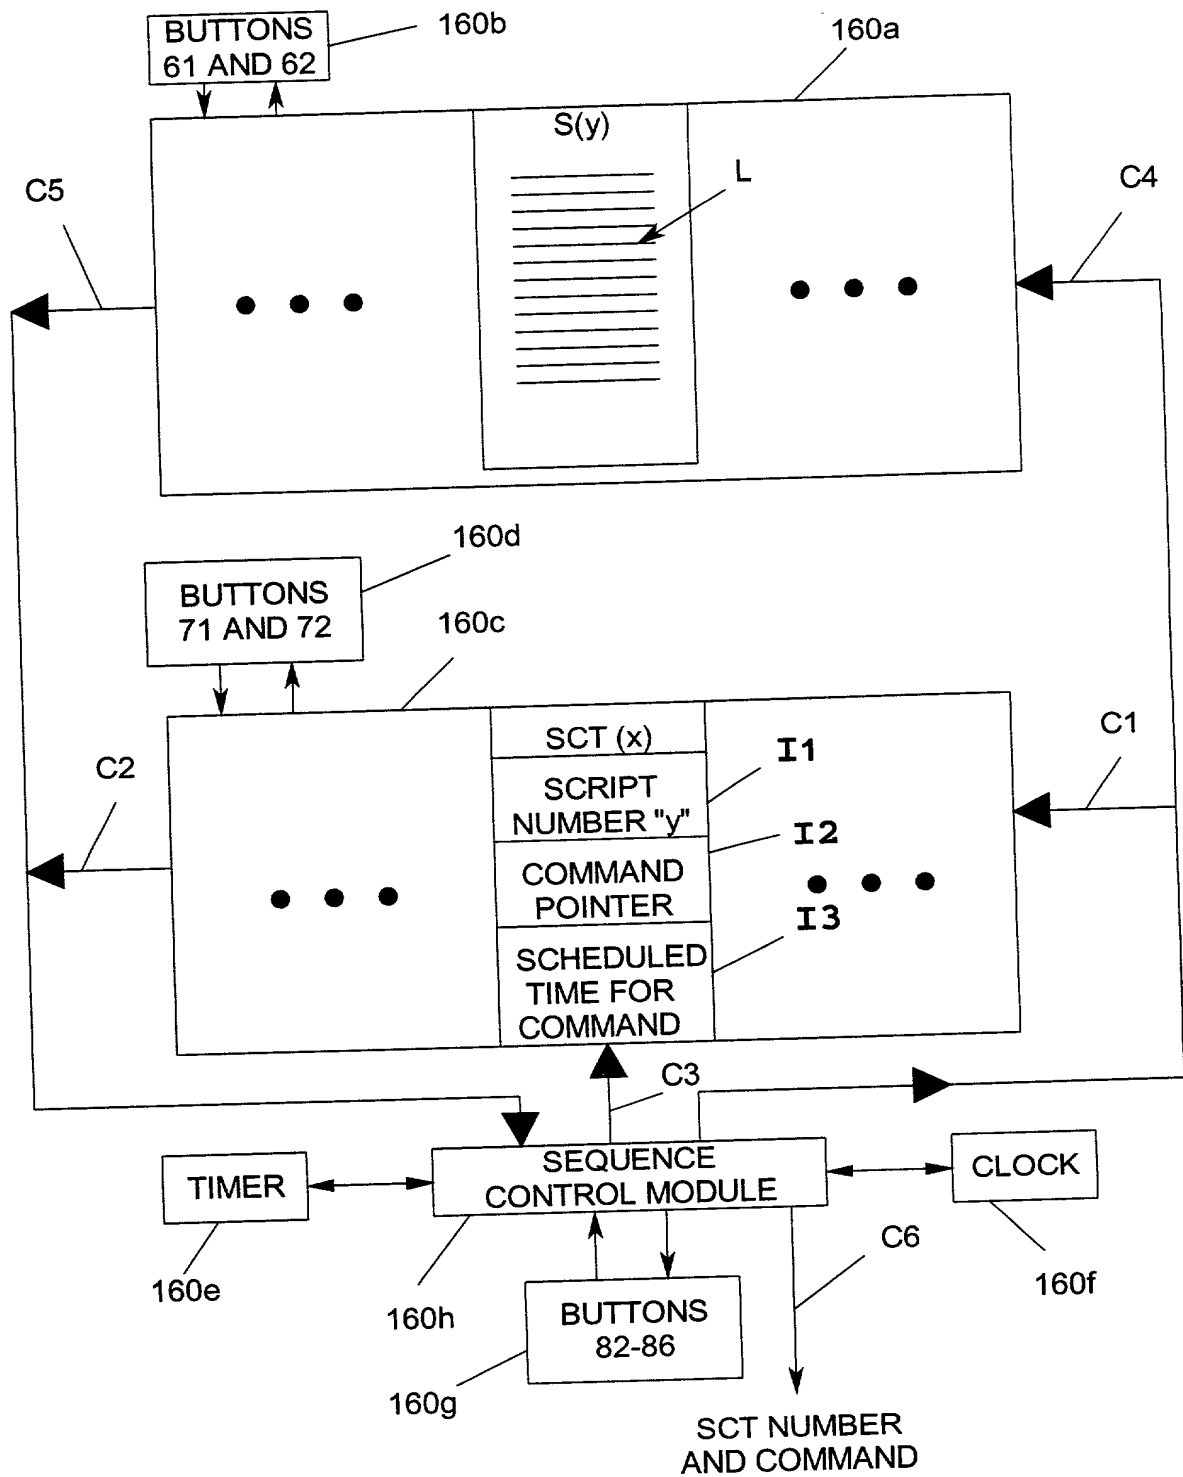 BUTTONS
61 AND 62
160b
160a
S(y)
L
C5
C4
160d
BUTTONS
71 AND 72
160c
SCT (x)
C1
I1
C2
SCRIPT
NUMBER "y"
I2
COMMAND
POINTER
I3
SCHEDULED
TIME FOR
COMMAND
C3
SEQUENCE
CONTROL MODULE
TIMER
CLOCK
C6
160e
160h
160f
BUTTONS
82-86
160g
SCT NUMBER
AND COMMAND